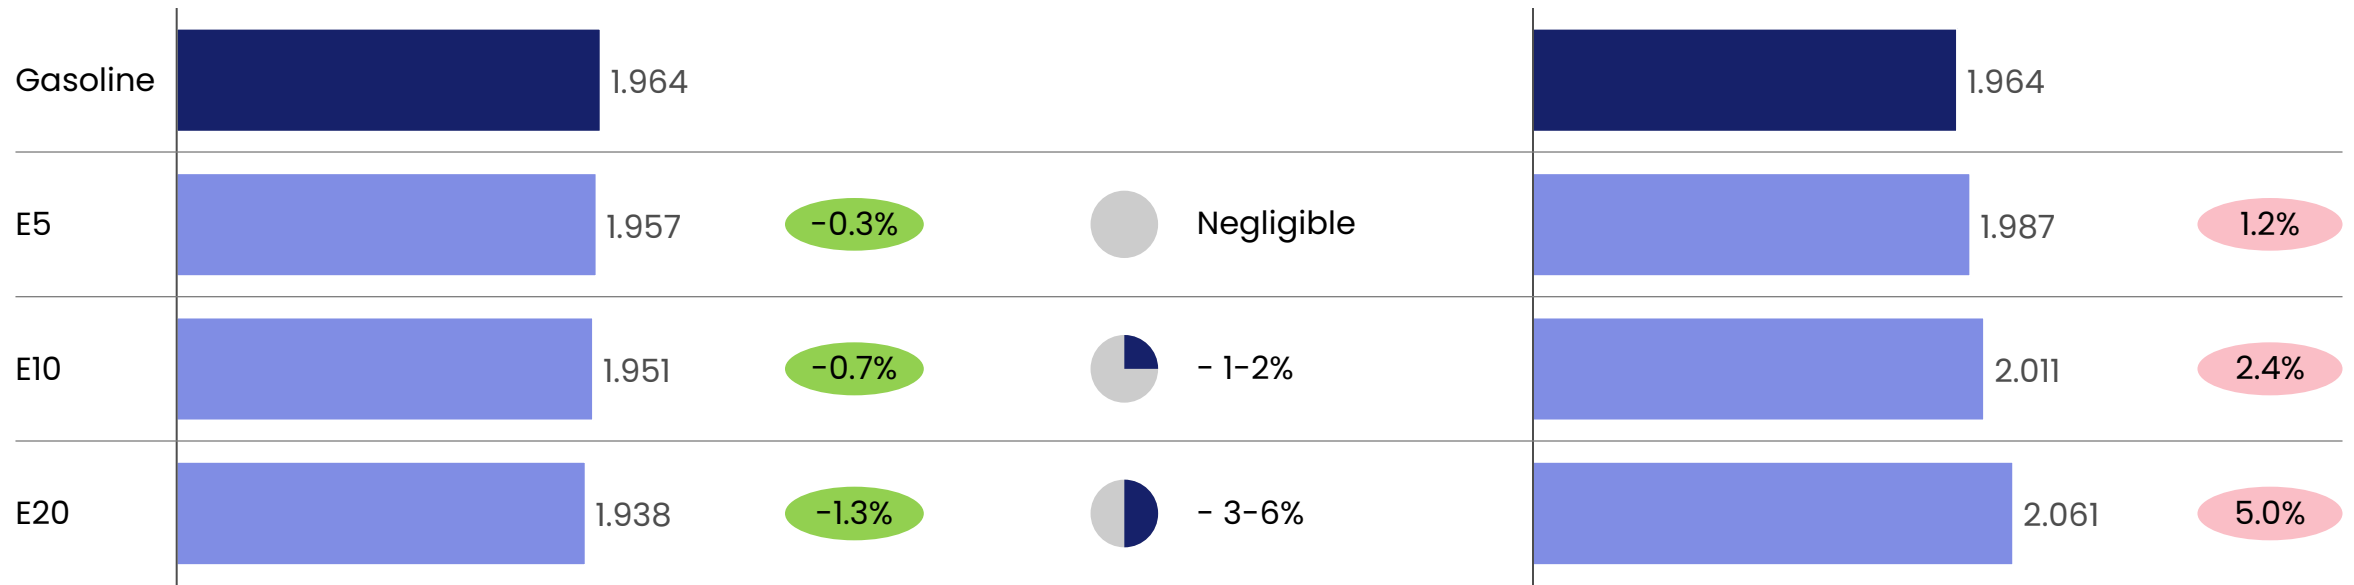 Gasoline 1.964 1.964
E5 1.957 -0.3% Negligible 1.987 1.2%
E10 1.951 -0.7% - 1-2% 2.011 2.4%
E20 1.938 -1.3% - 3-6% 2.061 5.0%